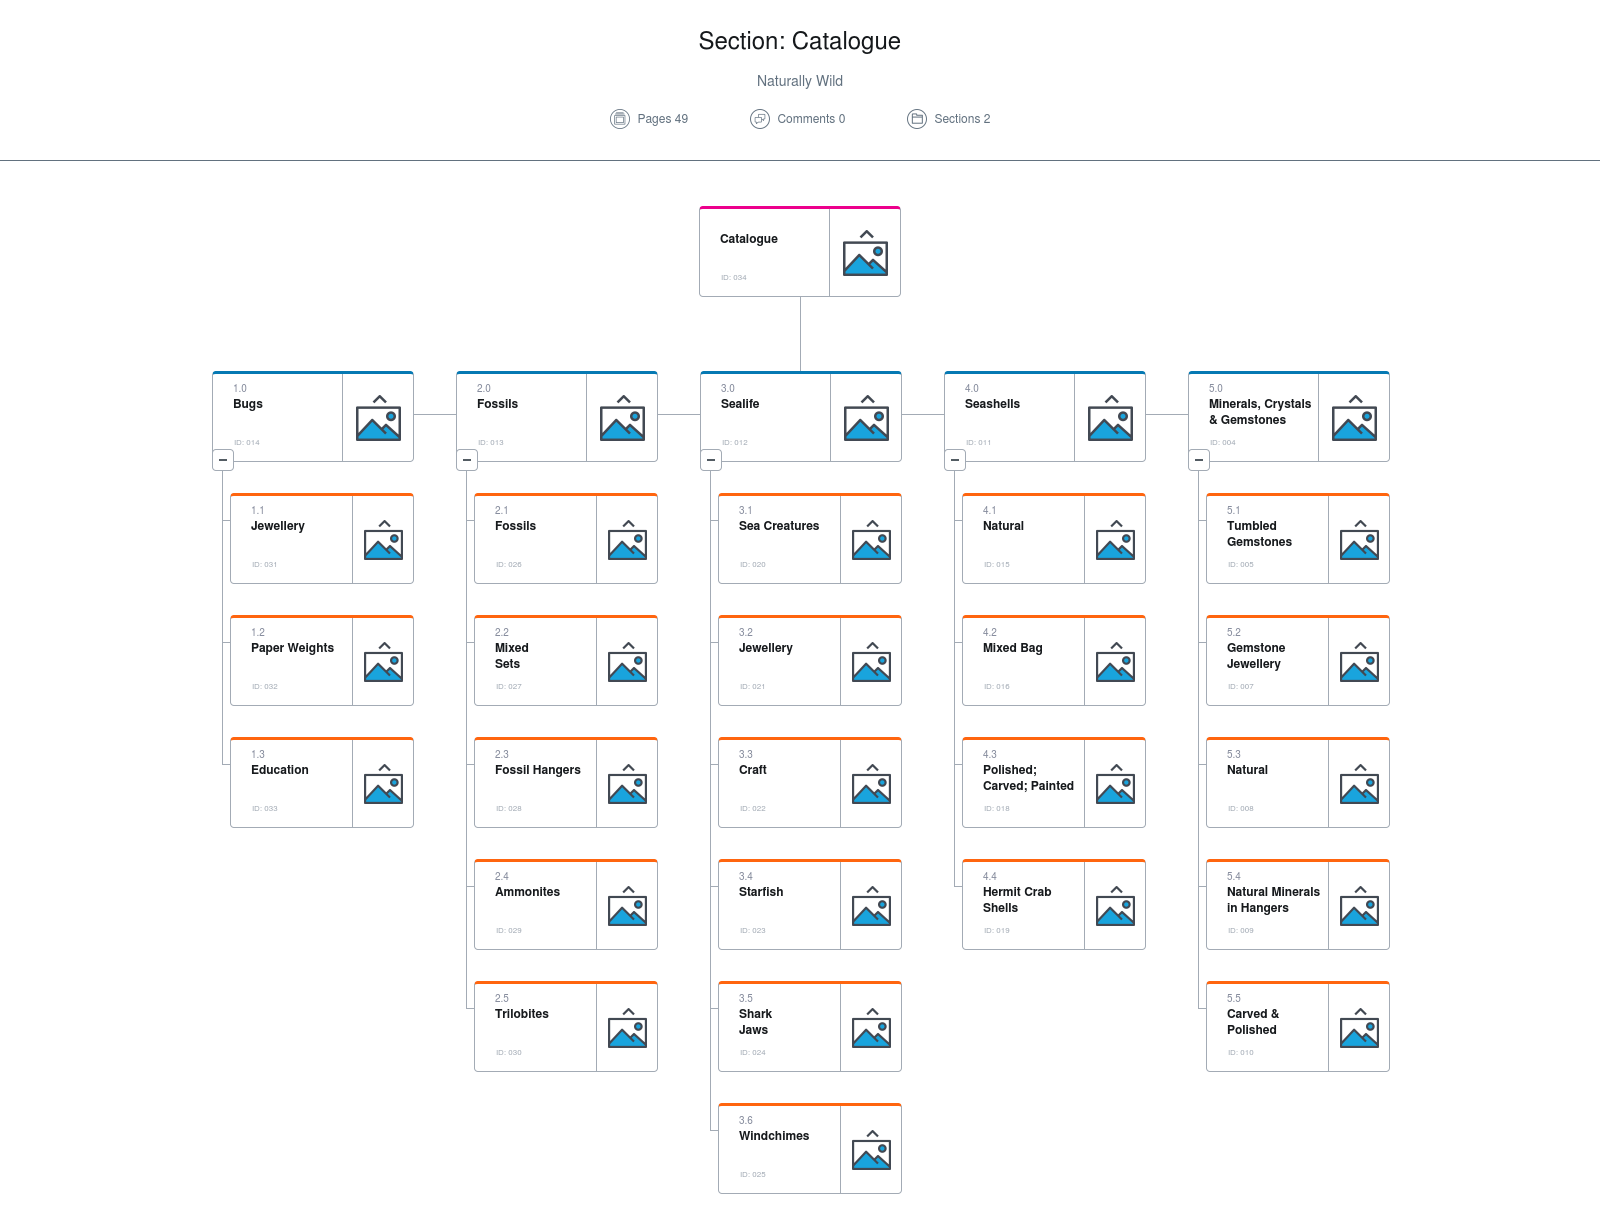 Section: Catalogue
Naturally Wild
Pages 49
Comments 0
Sections 2
Catalogue
ID: 034
1.0
Bugs
ID: 014
2.0
Fossils
ID: 013
3.0
Sealife
ID: 012
4.0
Seashells
ID: 011
5.0
Minerals, Crystals
& Gemstones
ID: 004
1.1
Jewellery
ID: 031
1.2
Paper Weights
ID: 032
1.3
Education
ID: 033
2.1
Fossils
ID: 026
2.2
Mixed
Sets
ID: 027
2.3
Fossil Hangers
ID: 028
2.4
Ammonites
ID: 029
2.5
Trilobites
ID: 030
3.1
Sea Creatures
ID: 020
3.2
Jewellery
ID: 021
3.3
Craft
ID: 022
3.4
Starfish
ID: 023
3.5
Shark
Jaws
ID: 024
3.6
Windchimes
ID: 025
4.1
Natural
ID: 015
4.2
Mixed Bag
ID: 016
4.3
Polished;
Carved; Painted
ID: 018
4.4
Hermit Crab
Shells
ID: 019
5.1
Tumbled
Gemstones
ID: 005
5.2
Gemstone
Jewellery
ID: 007
5.3
Natural
ID: 008
5.4
Natural Minerals
in Hangers
ID: 009
5.5
Carved &
Polished
ID: 010